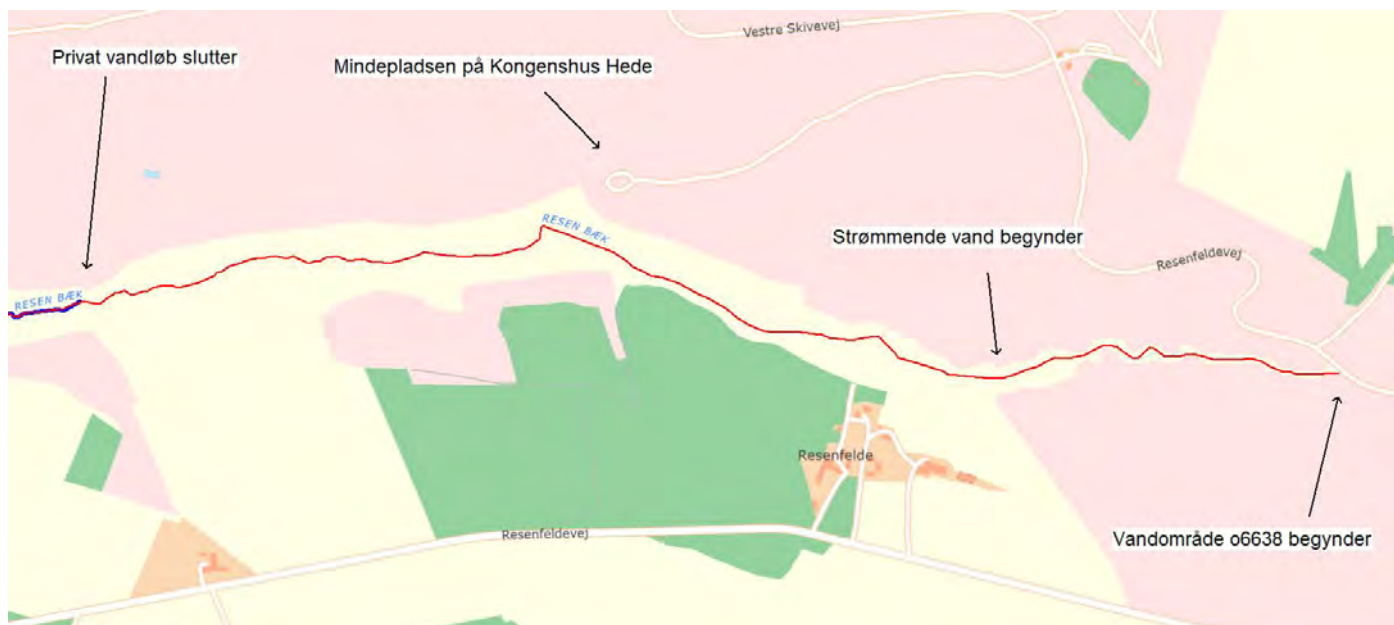 Vestre Skivevej
Privat vandløb slutter
Mindepladsen på Kongenshus Hede
RESEN BÆK
Strømmende vand begynder
Resenfeldevej
RESEN BÆK
Resenfelde
Resenfeldevej
Vandområde o6638 begynder